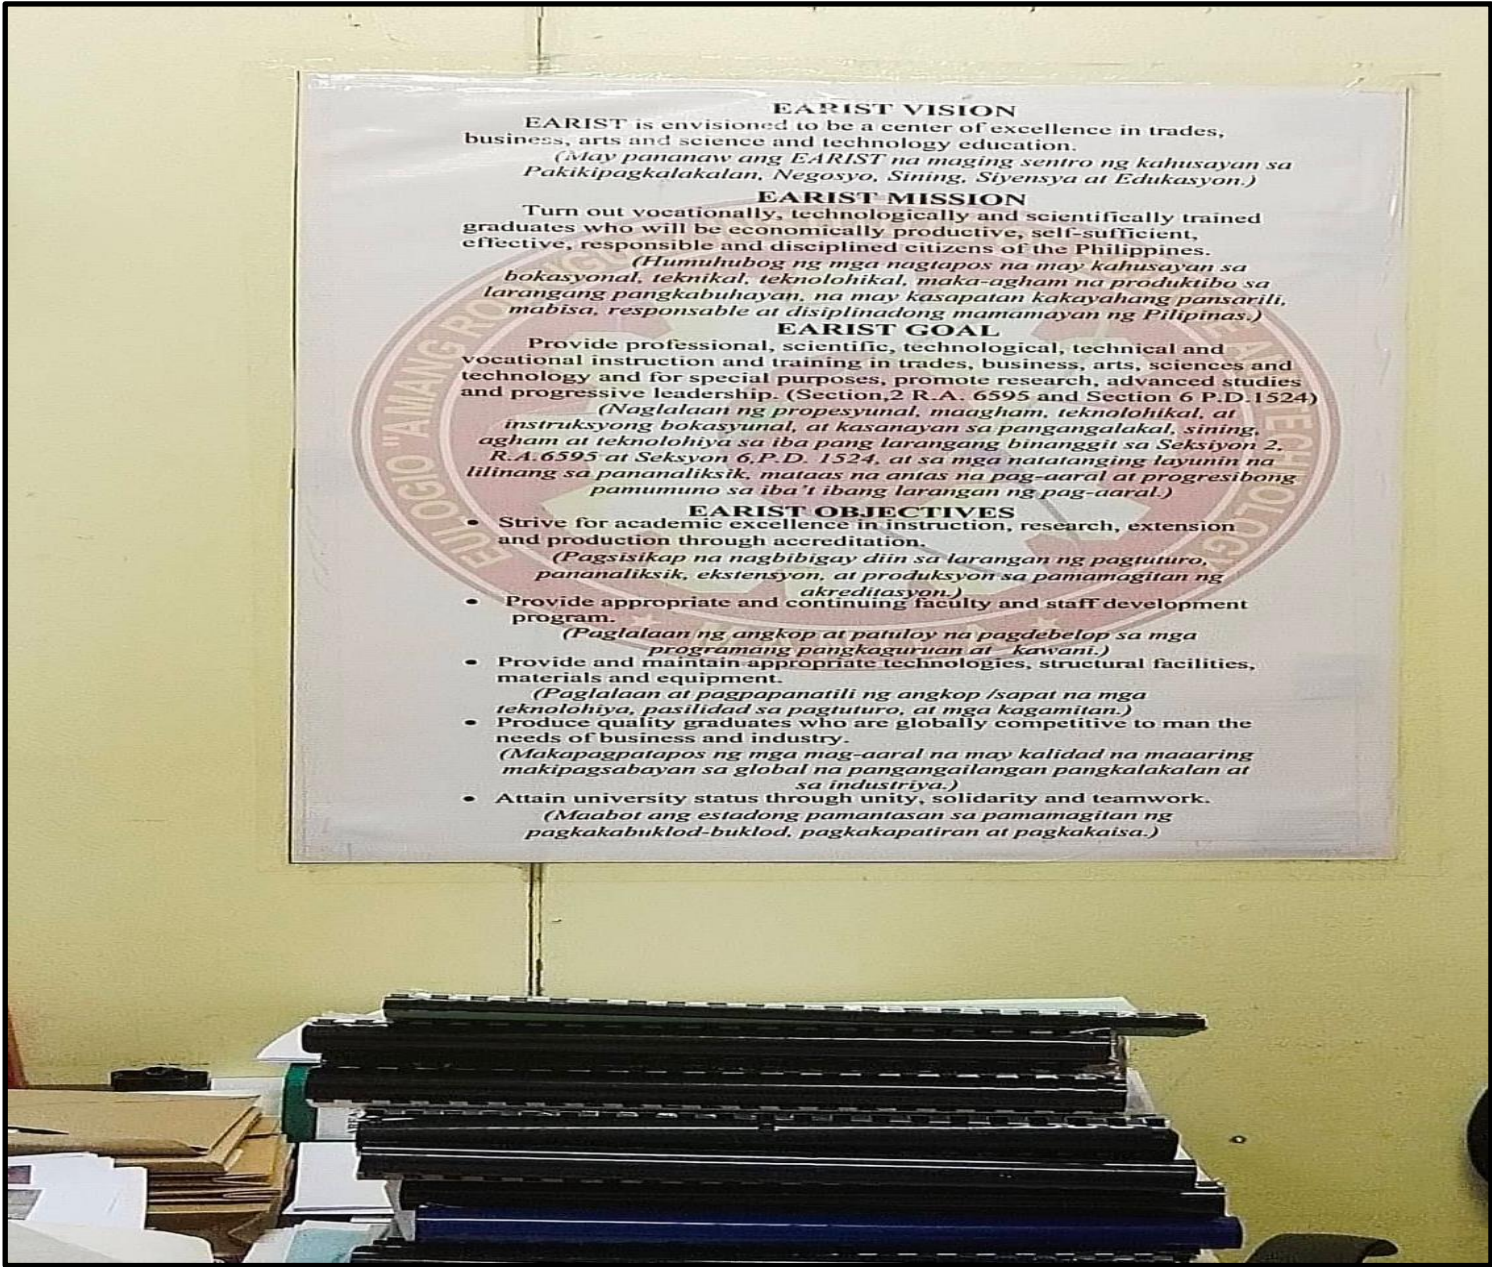 EARIST VISION
EARIST is envisioned to be a center of excellence in trades,
business, arts and science and technology education.
(May pananaw ang EARIST na maging sentro ng kahusayan sa
Pakikipagkalakalan, Negosyo, Sining, Siyensya at Edukasyon.)
EARIST MISSION
Turn out vocationally, technologically and scientifically trained
graduates who will be economically productive, self-sufficient,
effective, responsible and disciplined citizens of the Philippines.
(Humuhubog ng mga nagtapos na may kahusayan sa
bokasyonal, teknikal, teknolohikal, maka-agham na produktibo sa
larangang pangkabuhayan, na may kasapatan kakayahang pansarili,
mabisa, responsable at disiplinadong mamamayan ng Pilipinas.)
EARIST GOAL
Provide professional, scientific, technological, technical and
vocational instruction and training in trades, business, arts, sciences and
technology and for special purposes, promote research, advanced studies
and progressive leadership. (Section,2 R.A. 6595 and Section 6 P.D.1524)
(Naglalaan ng propesyunal, maagham, teknolohikal, at
instruksyong bokasyunal, at kasanayan sa pangangalakal, sining,
agham at teknolohiya sa iba pang larangang binanggit sa Seksiyon 2,
R.A.6595 at Seksyon 6,P.D. 1524, at sa mga natatanging layunin na
lilinang sa pananaliksik, mataas na antas na pag-aaral at progresibong
pamumuno sa iba't ibang larangan ng pag-aaral.)
EARIST OBJECTIVES
• Strive for academic excellence in instruction, research, extension
and production through accreditation.
(Pagsisikap na nagbibigay diin sa larangan ng pagtuturo,
pananaliksik, ekstensyon, at produksyon sa pamamagitan ng
akreditasyon.)
• Provide appropriate and continuing faculty and staff development
program.
(Paglalaan ng angkop at patuloy na pagdebelop sa mga
programang pangkaguruan at kawani.)
• Provide and maintain appropriate technologies, structural facilities,
materials and equipment.
(Paglalaan at pagpapanatili ng angkop /sapat na mga
teknolohiya, pasilidad sa pagtuturo, at mga kagamitan.)
• Produce quality graduates who are globally competitive to man the
needs of business and industry.
(Makapagpatapos ng mga mag-aaral na may kalidad na maaaring
makipagsabayan sa global na pangangailangan pangkalakalan at
sa industriya.)
• Attain university status through unity, solidarity and teamwork.
(Maabot ang estadong pamantasan sa pamamagitan ng
pagkakabuklod-buklod, pagkakapatiran at pagkakaisa.)
EULOGIO "AMANG TECHNOLOGY